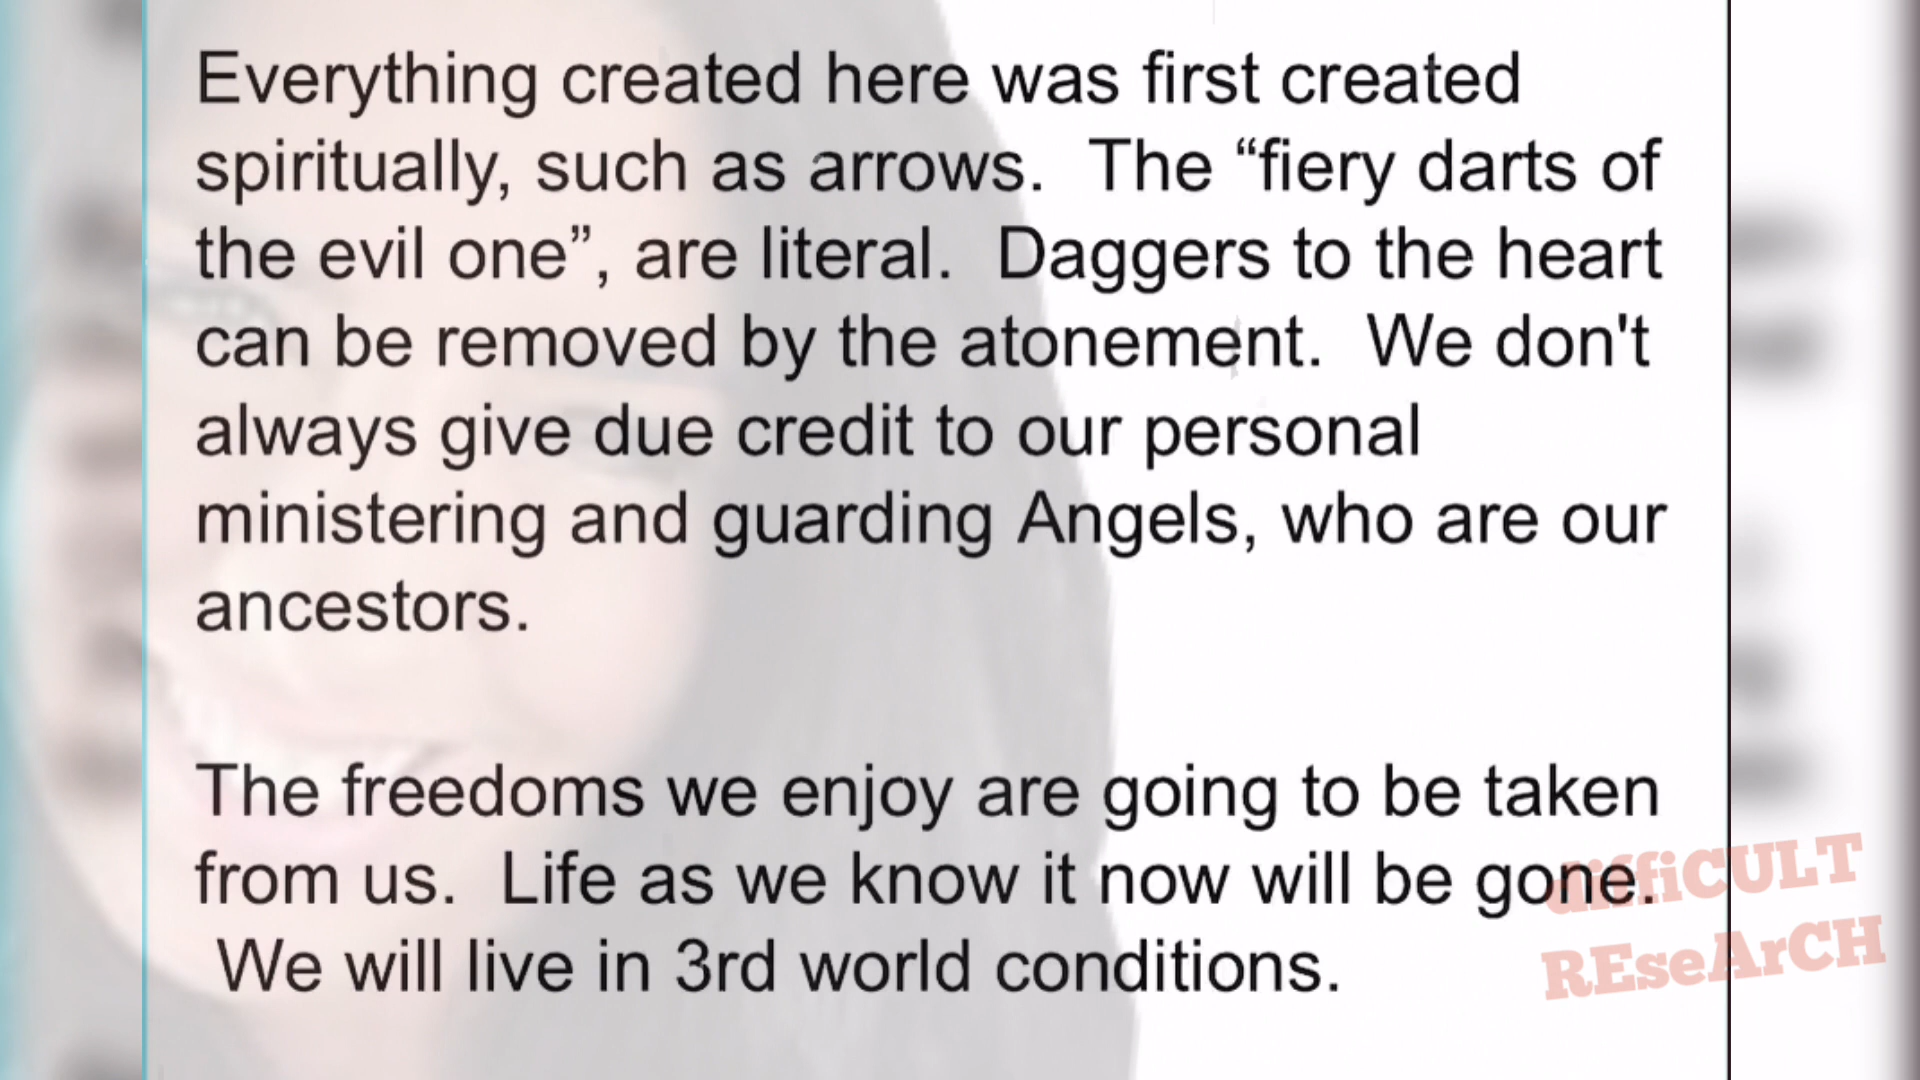 Everything created here was first created
spiritually, such as arrows.  The “fiery darts of
the evil one”, are literal.  Daggers to the heart
can be removed by the atonement.  We don't
always give due credit to our personal
ministering and guarding Angels, who are our
ancestors.
The freedoms we enjoy are going to be taken
from us.  Life as we know it now will be gone.
We will live in 3rd world conditions.
diffiCULT
REseArCH